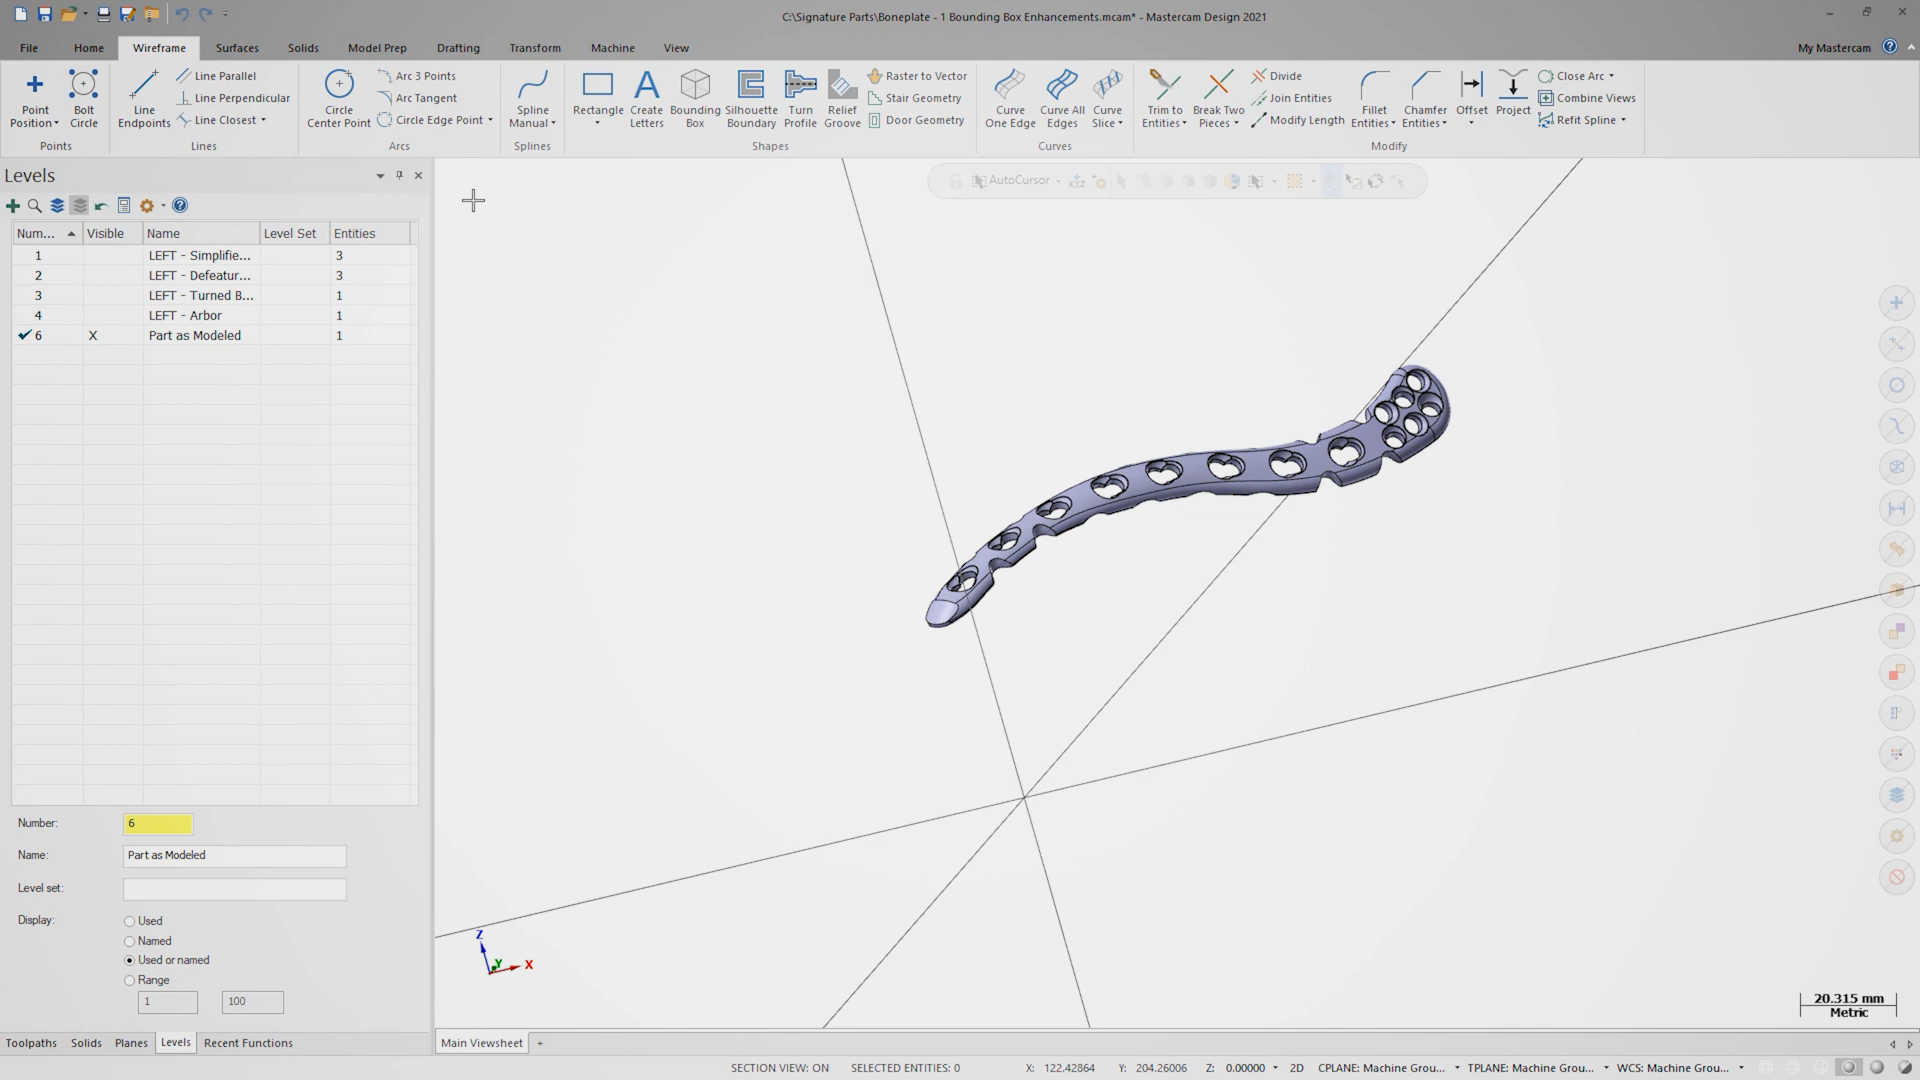 C:\Signature Parts\Boneplate - 1 Bounding Box Enhancements.mcam* - Mastercam Design 2021
File Home Wireframe Surfaces Solids Model Prep Drafting Transform Machine View My Mastercam
Point Position
Bolt Circle
Points
Line Endpoints
Line Parallel
Line Perpendicular
Line Closest
Lines
Circle Center Point
Arc 3 Points
Arc Tangent
Circle Edge Point
Arcs
Spline Manual
Splines
Rectangle
Create Letters
Bounding Box
Silhouette Boundary
Turn Profile
Relief Groove
Raster to Vector
Stair Geometry
Door Geometry
Shapes
Curve One Edge
Curve All Edges
Curve Slice
Curves
Trim to Entities
Break Two Pieces
Divide
Join Entities
Modify Length
Fillet Entities
Chamfer Entities
Offset
Project
Close Arc
Combine Views
Refit Spline
Modify
Levels
AutoCursor
Num... Visible Name Level Set Entities
1 LEFT - Simplifie... 3
2 LEFT - Defeatur... 3
3 LEFT - Turned B... 1
4 LEFT - Arbor 1
6 X Part as Modeled 1
Number: 6
Name: Part as Modeled
Level set:
Display: Used
Named
Used or named
Range
1 100
Z
Y X
20.315 mm
Metric
Toolpaths Solids Planes Levels Recent Functions
Main Viewsheet +
SECTION VIEW: ON SELECTED ENTITIES: 0 X: 122.42864 Y: 204.26006 Z: 0.00000 2D CPLANE: Machine Grou... TPLANE: Machine Grou... WCS: Machine Grou...